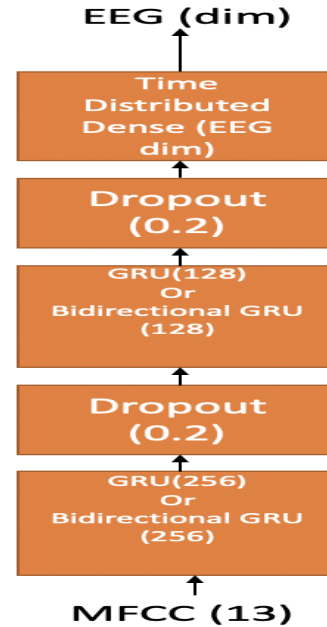 EEG (dim)
Time
Distributed
Dense (EEG
dim)
Dropout
(0.2)
GRU(128)
Or
Bidirectional GRU
(128)
Dropout
(0.2)
GRU(256)
Or
Bidirectional GRU
(256)
MFCC (13)